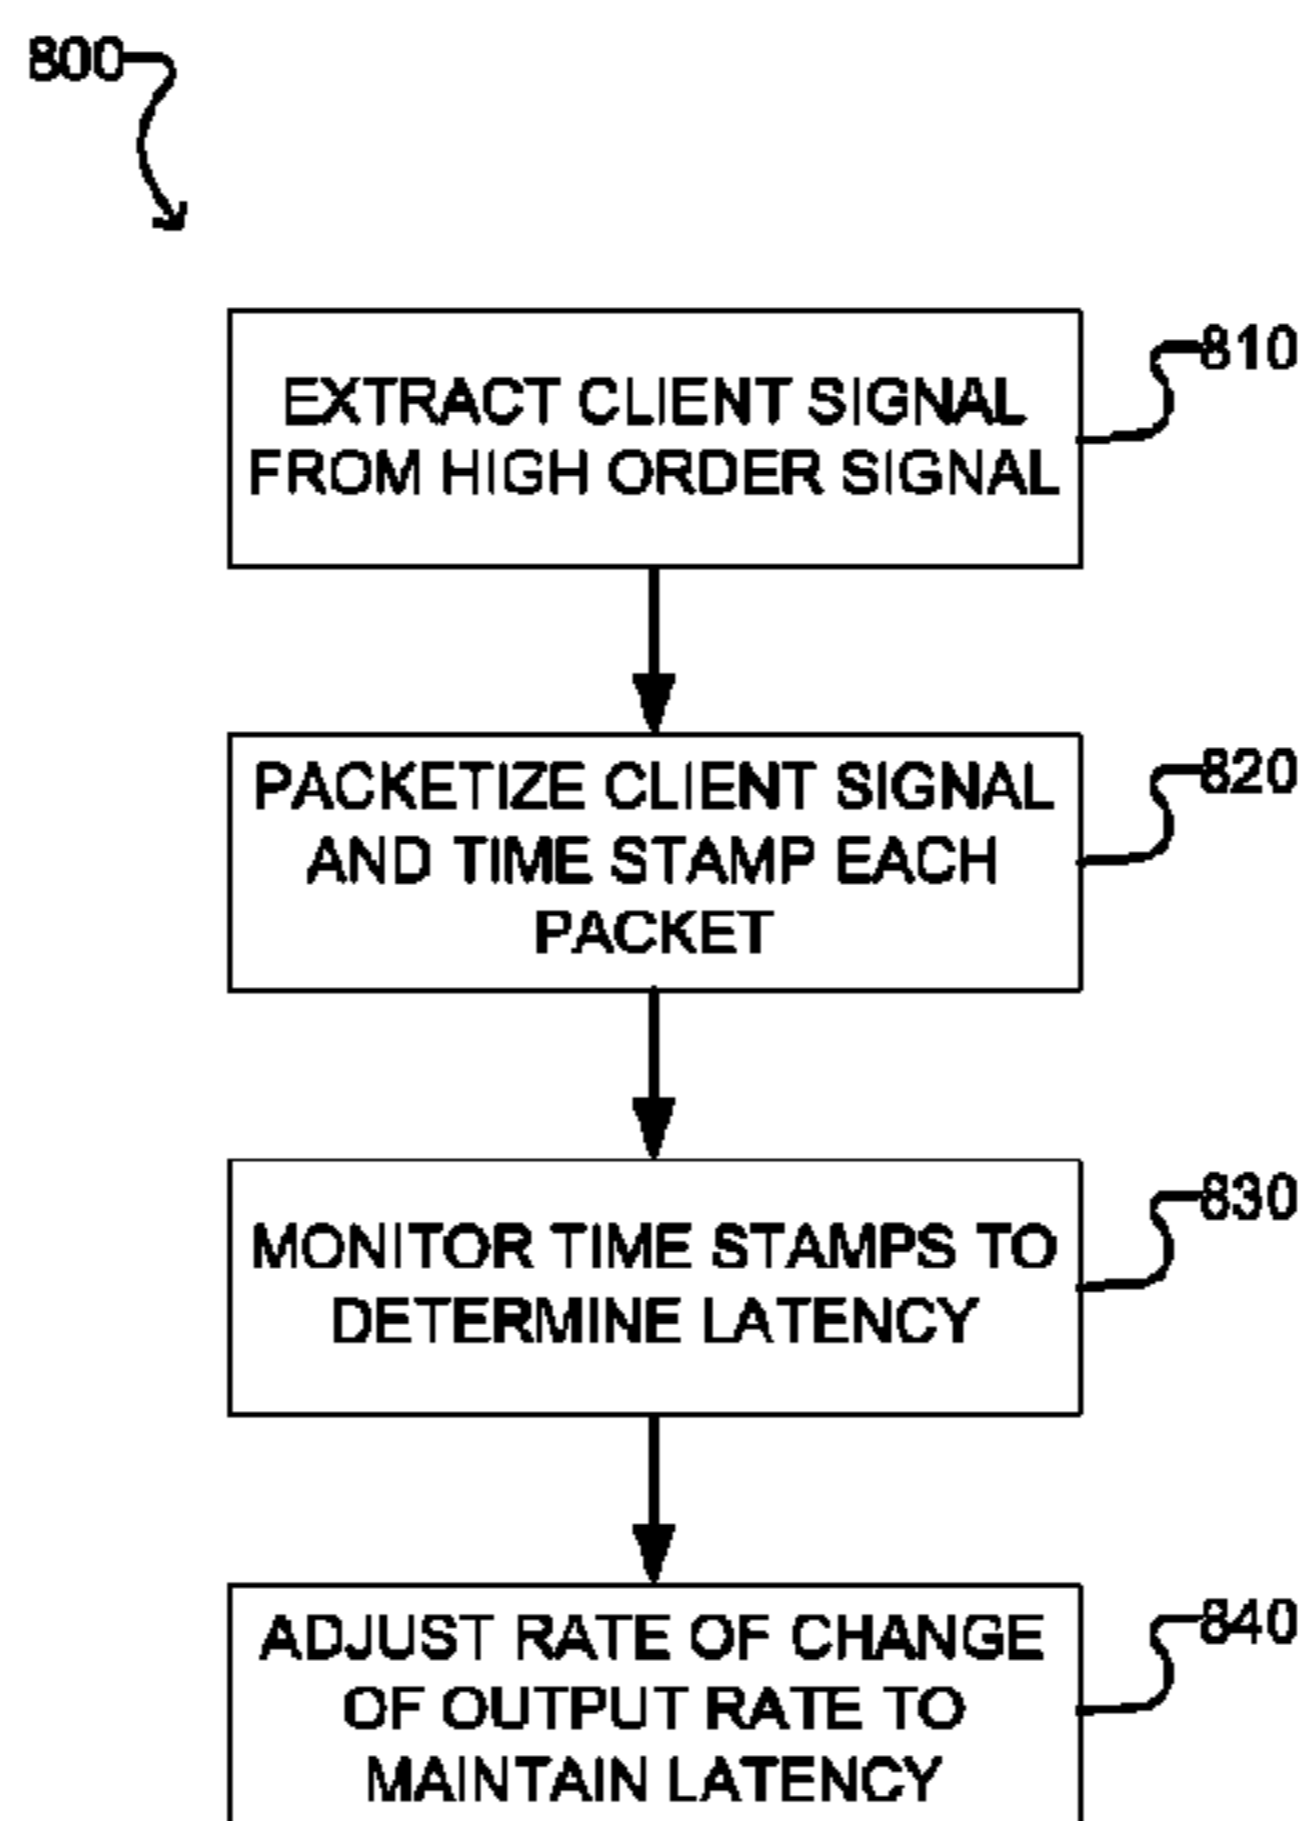 800
810
EXTRACT CLIENT SIGNAL
FROM HIGH ORDER SIGNAL
820
PACKETIZE CLIENT SIGNAL
AND TIME STAMP EACH
PACKET
830
MONITOR TIME STAMPS TO
DETERMINE LATENCY
840
ADJUST RATE OF CHANGE
OF OUTPUT RATE TO
MAINTAIN LATENCY